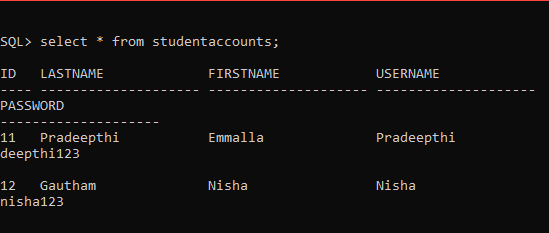 SQL> select * from studentaccounts;
ID   LASTNAME             FIRSTNAME            USERNAME
---- -------------------- -------------------- --------------------
PASSWORD
--------------------
11   Pradeepthi           Emmalla              Pradeepthi
deepthi123
12   Gautham              Nisha                Nisha
nisha123